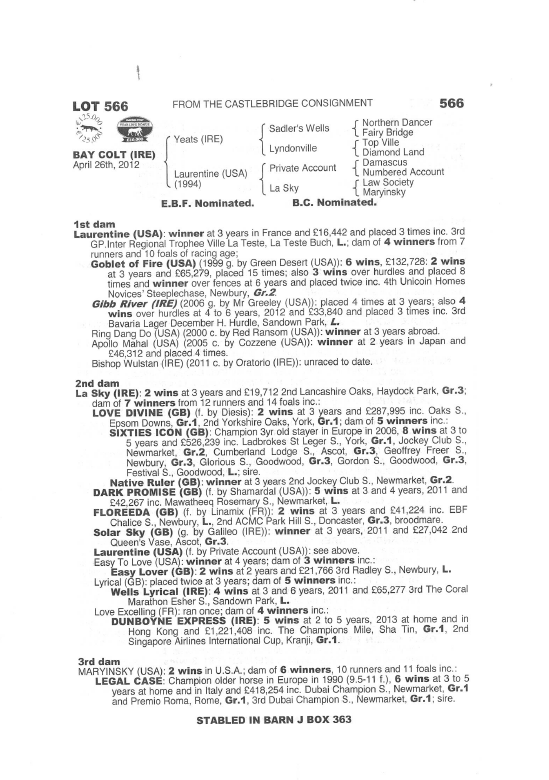 LOT 566 FROM THE CASTLEBRIDGE CONSIGNMENT 566
£125,000
£125,000
BAY COLT (IRE)
April 26th, 2012
Yeats (IRE)
Laurentine (USA)
(1994)
Sadler's Wells
Lyndonville
Private Account
La Sky
Northern Dancer
Fairy Bridge
Top Ville
Diamond Land
Damascus
Numbered Account
Law Society
Maryinsky
E.B.F. Nominated. B.C. Nominated.
1st dam
Laurentine (USA): winner at 3 years in France and £16,442 and placed 3 times inc. 3rd
GP.Inter Regional Trophee Ville La Teste, La Teste Buch, L.; dam of 4 winners from 7
runners and 10 foals of racing age;
Goblet of Fire (USA) (1999 g. by Green Desert (USA)): 6 wins, £132,728: 2 wins
at 3 years and £65,279, placed 15 times; also 3 wins over hurdles and placed 8
times and winner over fences at 6 years and placed twice inc. 4th Unicoin Homes
Novices' Steeplechase, Newbury, Gr.2.
Gibb River (IRE) (2006 g. by Mr Greeley (USA)): placed 4 times at 3 years; also 4
wins over hurdles at 4 to 6 years, 2012 and £33,840 and placed 3 times inc. 3rd
Bavaria Lager December H. Hurdle, Sandown Park, L.
Ring Dang Do (USA) (2000 c. by Red Ransom (USA)): winner at 3 years abroad.
Apollo Mahal (USA) (2005 c. by Cozzene (USA)): winner at 2 years in Japan and
£46,312 and placed 4 times.
Bishop Wulstan (IRE) (2011 c. by Oratorio (IRE)): unraced to date.
2nd dam
La Sky (IRE): 2 wins at 3 years and £19,712 2nd Lancashire Oaks, Haydock Park, Gr.3;
dam of 7 winners from 12 runners and 14 foals inc.:
LOVE DIVINE (GB) (f. by Diesis): 2 wins at 3 years and £287,995 inc. Oaks S.,
Epsom Downs, Gr.1, 2nd Yorkshire Oaks, York, Gr.1; dam of 5 winners inc.:
SIXTIES ICON (GB): Champion 3yr old stayer in Europe in 2006, 8 wins at 3 to
5 years and £526,239 inc. Ladbrokes St Leger S., York, Gr.1, Jockey Club S.,
Newmarket, Gr.2, Cumberland Lodge S., Ascot, Gr.3, Geoffrey Freer S.,
Newbury, Gr.3, Glorious S., Goodwood, Gr.3, Gordon S., Goodwood, Gr.3,
Festival S., Goodwood, L.; sire.
Native Ruler (GB): winner at 3 years 2nd Jockey Club S., Newmarket, Gr.2.
DARK PROMISE (GB) (f. by Shamardal (USA)): 5 wins at 3 and 4 years, 2011 and
£42,267 inc. Mawatheeq Rosemary S., Newmarket, L.
FLOREEDA (GB) (f. by Linamix (FR)): 2 wins at 3 years and £41,224 inc. EBF
Chalice S., Newbury, L., 2nd ACMC Park Hill S., Doncaster, Gr.3, broodmare.
Solar Sky (GB) (g. by Galileo (IRE)): winner at 3 years, 2011 and £27,042 2nd
Queen's Vase, Ascot, Gr.3.
Laurentine (USA) (f. by Private Account (USA)): see above.
Easy To Love (USA): winner at 4 years; dam of 3 winners inc.:
Easy Lover (GB): 2 wins at 2 years and £21,766 3rd Radley S., Newbury, L.
Lyrical (GB): placed twice at 3 years; dam of 5 winners inc.:
Wells Lyrical (IRE): 4 wins at 3 and 6 years, 2011 and £65,277 3rd The Coral
Marathon Esher S., Sandown Park, L.
Love Excelling (FR): ran once; dam of 4 winners inc.:
DUNBOYNE EXPRESS (IRE): 5 wins at 2 to 5 years, 2013 at home and in
Hong Kong and £1,221,408 inc. The Champions Mile, Sha Tin, Gr.1, 2nd
Singapore Airlines International Cup, Kranji, Gr.1.
3rd dam
MARYINSKY (USA): 2 wins in U.S.A.; dam of 6 winners, 10 runners and 11 foals inc.:
LEGAL CASE: Champion older horse in Europe in 1990 (9.5-11 f.), 6 wins at 3 to 5
years at home and in Italy and £418,254 inc. Dubai Champion S., Newmarket, Gr.1
and Premio Roma, Rome, Gr.1, 3rd Dubai Champion S., Newmarket, Gr.1; sire.
STABLED IN BARN J BOX 363